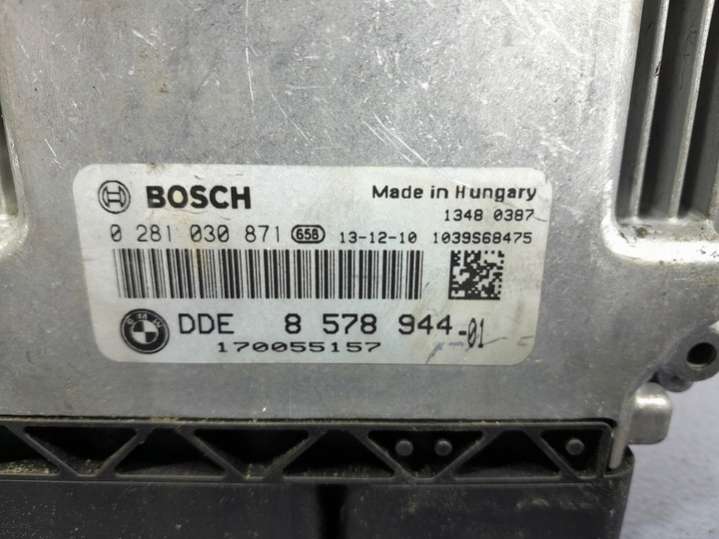 BOSCH Made in Hungary
1348 0387
0 281 030 871 658 13-12-10 1039S68475
BMW DDE 8 578 944-01
170055157